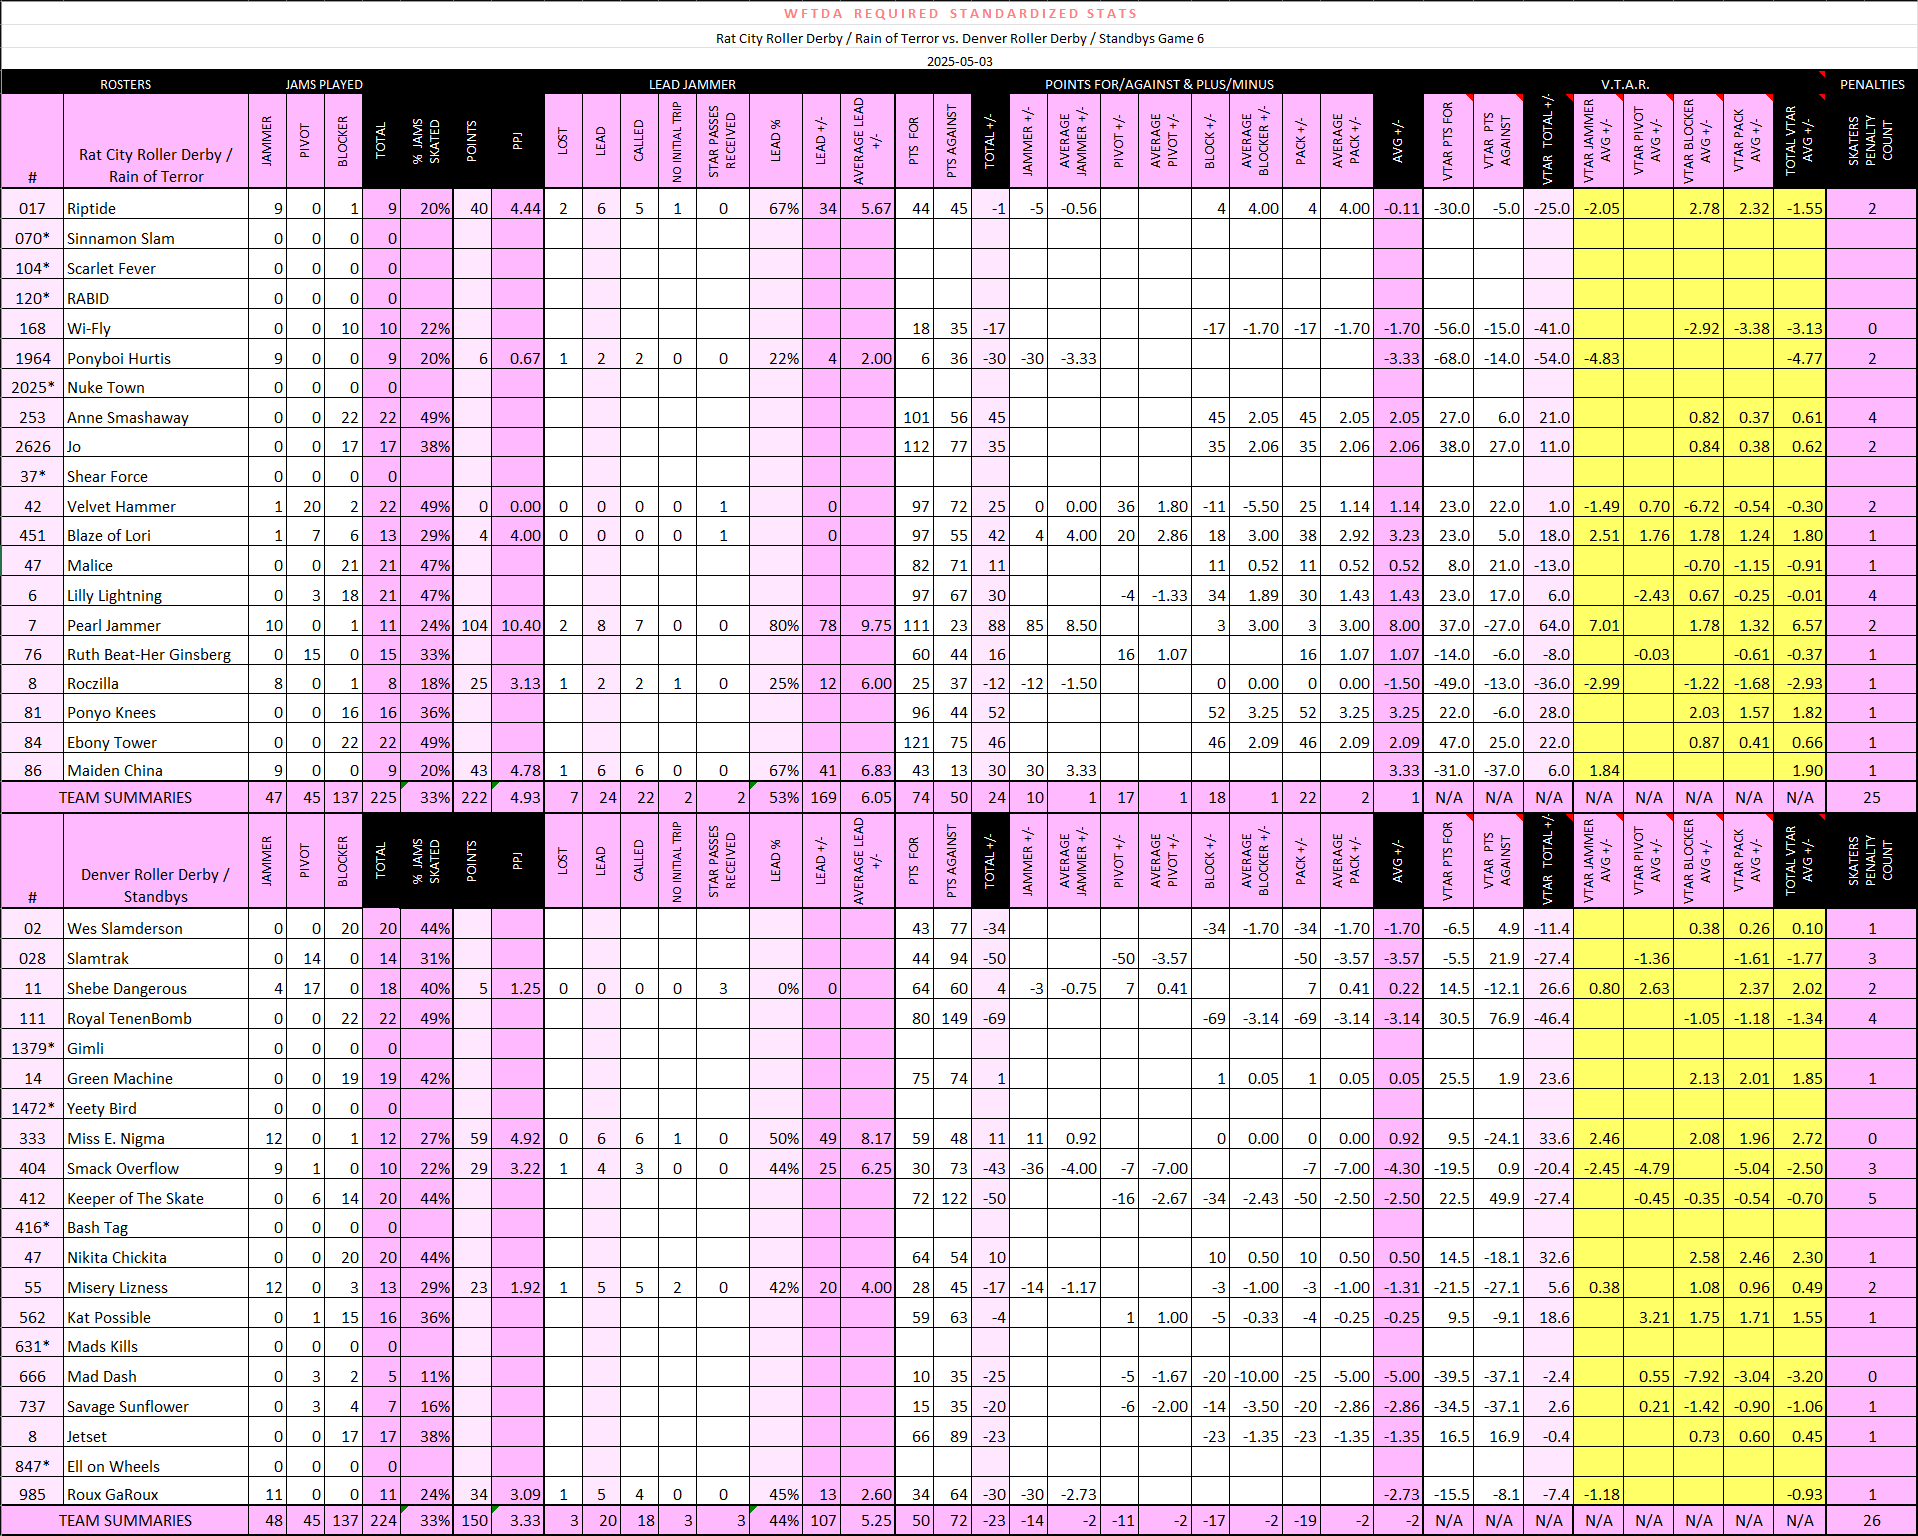 WFTDA REQUIRED STANDARDIZED STATS
Rat City Roller Derby / Rain of Terror vs. Denver Roller Derby / Standbys Game 6
2025-05-03
ROSTERS JAMS PLAYED LEAD JAMMER POINTS FOR/AGAINST & PLUS/MINUS V.T.A.R. PENALTIES
# Rat City Roller Derby / Rain of Terror JAMMER PIVOT BLOCKER TOTAL % JAMS SKATED POINTS PPJ LOST LEAD CALLED NO INITIAL TRIP STAR PASSES RECEIVED LEAD % LEAD +/- AVERAGE LEAD +/- PTS FOR PTS AGAINST TOTAL +/- JAMMER +/- AVERAGE JAMMER +/- PIVOT +/- AVERAGE PIVOT +/- BLOCK +/- AVERAGE BLOCKER +/- PACK +/- AVERAGE PACK +/- AVG +/- VTAR PTS FOR VTAR PTS AGAINST VTAR TOTAL +/- VTAR JAMMER AVG +/- VTAR PIVOT AVG +/- VTAR BLOCKER AVG +/- VTAR PACK AVG +/- TOTAL VTAR AVG +/- SKATERS PENALTY COUNT
017 Riptide 9 0 1 9 20% 40 4.44 2 6 5 1 0 67% 34 5.67 44 45 -1 -5 -0.56 4 4.00 4 4.00 -0.11 -30.0 -5.0 -25.0 -2.05 2.78 2.32 -1.55 2
070* Sinnamon Slam 0 0 0 0
104* Scarlet Fever 0 0 0 0
120* RABID 0 0 0 0
168 Wi-Fly 0 0 10 10 22% 18 35 -17 -17 -1.70 -17 -1.70 -1.70 -56.0 -15.0 -41.0 -2.92 -3.38 -3.13 0
1964 Ponyboi Hurtis 9 0 0 9 20% 6 0.67 1 2 2 0 0 22% 4 2.00 6 36 -30 -30 -3.33 -3.33 -68.0 -14.0 -54.0 -4.83 -4.77 2
2025* Nuke Town 0 0 0 0
253 Anne Smashaway 0 0 22 22 49% 101 56 45 45 2.05 45 2.05 2.05 27.0 6.0 21.0 0.82 0.37 0.61 4
2626 Jo 0 0 17 17 38% 112 77 35 35 2.06 35 2.06 2.06 38.0 27.0 11.0 0.84 0.38 0.62 2
37* Shear Force 0 0 0 0
42 Velvet Hammer 1 20 2 22 49% 0 0.00 0 0 0 0 1 0 97 72 25 0 0.00 36 1.80 -11 -5.50 25 1.14 1.14 23.0 22.0 1.0 -1.49 0.70 -6.72 -0.54 -0.30 2
451 Blaze of Lori 1 7 6 13 29% 4 4.00 0 0 0 0 1 0 97 55 42 4 4.00 20 2.86 18 3.00 38 2.92 3.23 23.0 5.0 18.0 2.51 1.76 1.78 1.24 1.80 1
47 Malice 0 0 21 21 47% 82 71 11 11 0.52 11 0.52 0.52 8.0 21.0 -13.0 -0.70 -1.15 -0.91 1
6 Lilly Lightning 0 3 18 21 47% 97 67 30 -4 -1.33 34 1.89 30 1.43 1.43 23.0 17.0 6.0 -2.43 0.67 -0.25 -0.01 4
7 Pearl Jammer 10 0 1 11 24% 104 10.40 2 8 7 0 0 80% 78 9.75 111 23 88 85 8.50 3 3.00 3 3.00 8.00 37.0 -27.0 64.0 7.01 1.78 1.32 6.57 2
76 Ruth Beat-Her Ginsberg 0 15 0 15 33% 60 44 16 16 1.07 16 1.07 1.07 -14.0 -6.0 -8.0 -0.03 -0.61 -0.37 1
8 Roczilla 8 0 1 8 18% 25 3.13 1 2 2 1 0 25% 12 6.00 25 37 -12 -12 -1.50 0 0.00 0 0.00 -1.50 -49.0 -13.0 -36.0 -2.99 -1.22 -1.68 -2.93 1
81 Ponyo Knees 0 0 16 16 36% 96 44 52 52 3.25 52 3.25 3.25 22.0 -6.0 28.0 2.03 1.57 1.82 1
84 Ebony Tower 0 0 22 22 49% 121 75 46 46 2.09 46 2.09 2.09 47.0 25.0 22.0 0.87 0.41 0.66 1
86 Maiden China 9 0 0 9 20% 43 4.78 1 6 6 0 0 67% 41 6.83 43 13 30 30 3.33 3.33 -31.0 -37.0 6.0 1.84 1.90 1
TEAM SUMMARIES 47 45 137 225 33% 222 4.93 7 24 22 2 2 53% 169 6.05 74 50 24 10 1 17 1 18 1 22 2 1 N/A N/A N/A N/A N/A N/A N/A N/A 25
# Denver Roller Derby / Standbys JAMMER PIVOT BLOCKER TOTAL % JAMS SKATED POINTS PPJ LOST LEAD CALLED NO INITIAL TRIP STAR PASSES RECEIVED LEAD % LEAD +/- AVERAGE LEAD +/- PTS FOR PTS AGAINST TOTAL +/- JAMMER +/- AVERAGE JAMMER +/- PIVOT +/- AVERAGE PIVOT +/- BLOCK +/- AVERAGE BLOCKER +/- PACK +/- AVERAGE PACK +/- AVG +/- VTAR PTS FOR VTAR PTS AGAINST VTAR TOTAL +/- VTAR JAMMER AVG +/- VTAR PIVOT AVG +/- VTAR BLOCKER AVG +/- VTAR PACK AVG +/- TOTAL VTAR AVG +/- SKATERS PENALTY COUNT
02 Wes Slamderson 0 0 20 20 44% 43 77 -34 -34 -1.70 -34 -1.70 -1.70 -6.5 4.9 -11.4 0.38 0.26 0.10 1
028 Slamtrak 0 14 0 14 31% 44 94 -50 -50 -3.57 -50 -3.57 -3.57 -5.5 21.9 -27.4 -1.36 -1.61 -1.77 3
11 Shebe Dangerous 4 17 0 18 40% 5 1.25 0 0 0 0 3 0% 0 64 60 4 -3 -0.75 7 0.41 7 0.41 0.22 14.5 -12.1 26.6 0.80 2.63 2.37 2.02 2
111 Royal TenenBomb 0 0 22 22 49% 80 149 -69 -69 -3.14 -69 -3.14 -3.14 30.5 76.9 -46.4 -1.05 -1.18 -1.34 4
1379* Gimli 0 0 0 0
14 Green Machine 0 0 19 19 42% 75 74 1 1 0.05 1 0.05 0.05 25.5 1.9 23.6 2.13 2.01 1.85 1
1472* Yeety Bird 0 0 0 0
333 Miss E. Nigma 12 0 1 12 27% 59 4.92 0 6 6 1 0 50% 49 8.17 59 48 11 11 0.92 0 0.00 0 0.00 0.92 9.5 -24.1 33.6 2.46 2.08 1.96 2.72 0
404 Smack Overflow 9 1 0 10 22% 29 3.22 1 4 3 0 0 44% 25 6.25 30 73 -43 -36 -4.00 -7 -7.00 -7 -7.00 -4.30 -19.5 0.9 -20.4 -2.45 -4.79 -5.04 -2.50 3
412 Keeper of The Skate 0 6 14 20 44% 72 122 -50 -16 -2.67 -34 -2.43 -50 -2.50 -2.50 22.5 49.9 -27.4 -0.45 -0.35 -0.54 -0.70 5
416* Bash Tag 0 0 0 0
47 Nikita Chickita 0 0 20 20 44% 64 54 10 10 0.50 10 0.50 0.50 14.5 -18.1 32.6 2.58 2.46 2.30 1
55 Misery Lizness 12 0 3 13 29% 23 1.92 1 5 5 2 0 42% 20 4.00 28 45 -17 -14 -1.17 -3 -1.00 -3 -1.00 -1.31 -21.5 -27.1 5.6 0.38 1.08 0.96 0.49 2
562 Kat Possible 0 1 15 16 36% 59 63 -4 1 1.00 -5 -0.33 -4 -0.25 -0.25 9.5 -9.1 18.6 3.21 1.75 1.71 1.55 1
631* Mads Kills 0 0 0 0
666 Mad Dash 0 3 2 5 11% 10 35 -25 -5 -1.67 -20 -10.00 -25 -5.00 -5.00 -39.5 -37.1 -2.4 0.55 -7.92 -3.04 -3.20 0
737 Savage Sunflower 0 3 4 7 16% 15 35 -20 -6 -2.00 -14 -3.50 -20 -2.86 -2.86 -34.5 -37.1 2.6 0.21 -1.42 -0.90 -1.06 1
8 Jetset 0 0 17 17 38% 66 89 -23 -23 -1.35 -23 -1.35 -1.35 16.5 16.9 -0.4 0.73 0.60 0.45 1
847* Ell on Wheels 0 0 0 0
985 Roux GaRoux 11 0 0 11 24% 34 3.09 1 5 4 0 0 45% 13 2.60 34 64 -30 -30 -2.73 -2.73 -15.5 -8.1 -7.4 -1.18 -0.93 1
TEAM SUMMARIES 48 45 137 224 33% 150 3.33 3 20 18 3 3 44% 107 5.25 50 72 -23 -14 -2 -11 -2 -17 -2 -19 -2 -2 N/A N/A N/A N/A N/A N/A N/A N/A 26